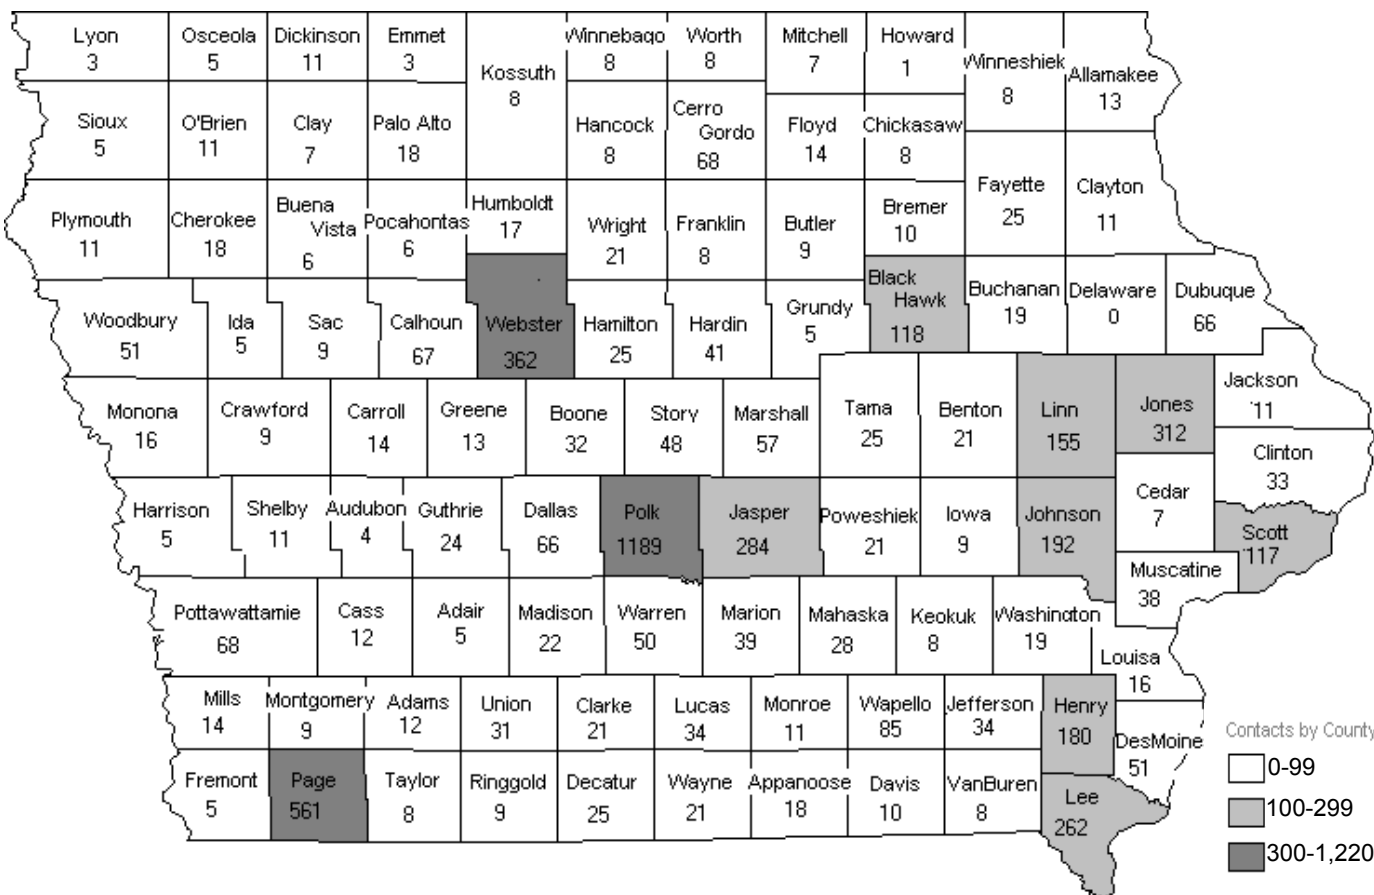 Lyon
3
Osceola
5
Dickinson
11
Emmet
3
Kossuth
8
Winnebago
8
Worth
8
Mitchell
7
Howard
1
Winneshiek
8
Allamakee
13
Sioux
5
O'Brien
11
Clay
7
Palo Alto
18
Hancock
8
Cerro
Gordo
68
Floyd
14
Chickasaw
8
Plymouth
11
Cherokee
18
Buena
Vista
6
Pocahontas
6
Humboldt
17
Wright
21
Franklin
8
Butler
9
Bremer
10
Fayette
25
Clayton
11
Woodbury
51
Ida
5
Sac
9
Calhoun
67
Webster
362
Hamilton
25
Hardin
41
Grundy
5
Black
Hawk
118
Buchanan
19
Delaware
0
Dubuque
66
Monona
16
Crawford
9
Carroll
14
Greene
13
Boone
32
Story
48
Marshall
57
Tama
25
Benton
21
Linn
155
Jones
312
Jackson
11
Clinton
33
Harrison
5
Shelby
11
Audubon
4
Guthrie
24
Dallas
66
Polk
1189
Jasper
284
Poweshiek
21
Iowa
9
Johnson
192
Cedar
7
Scott
117
Muscatine
38
Pottawattamie
68
Cass
12
Adair
5
Madison
22
Warren
50
Marion
39
Mahaska
28
Keokuk
8
Washington
19
Louisa
16
Mills
14
Montgomery
9
Adams
12
Union
31
Clarke
21
Lucas
34
Monroe
11
Wapello
85
Jefferson
34
Henry
180
DesMoine
51
Fremont
5
Page
561
Taylor
8
Ringgold
9
Decatur
25
Wayne
21
Appanoose
18
Davis
10
VanBuren
8
Lee
262
Contacts by County
0-99
100-299
300-1,220